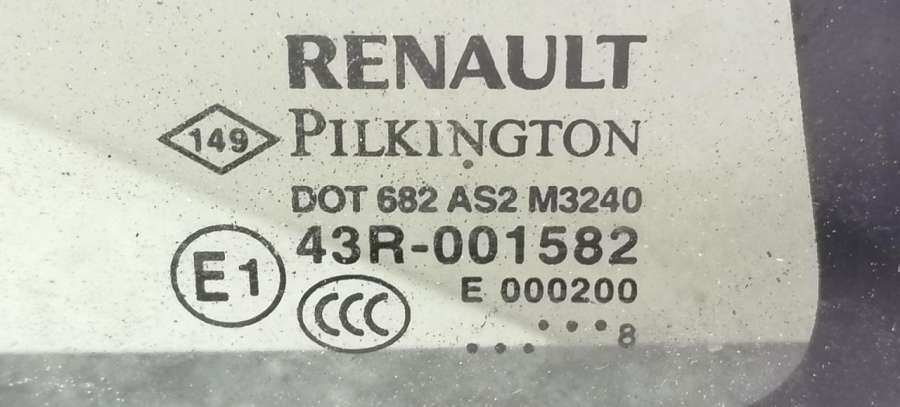 RENAULT
149 PILKINGTON
DOT 682 AS2 M3240
43R-001582
E1
E 000200
CCC
8